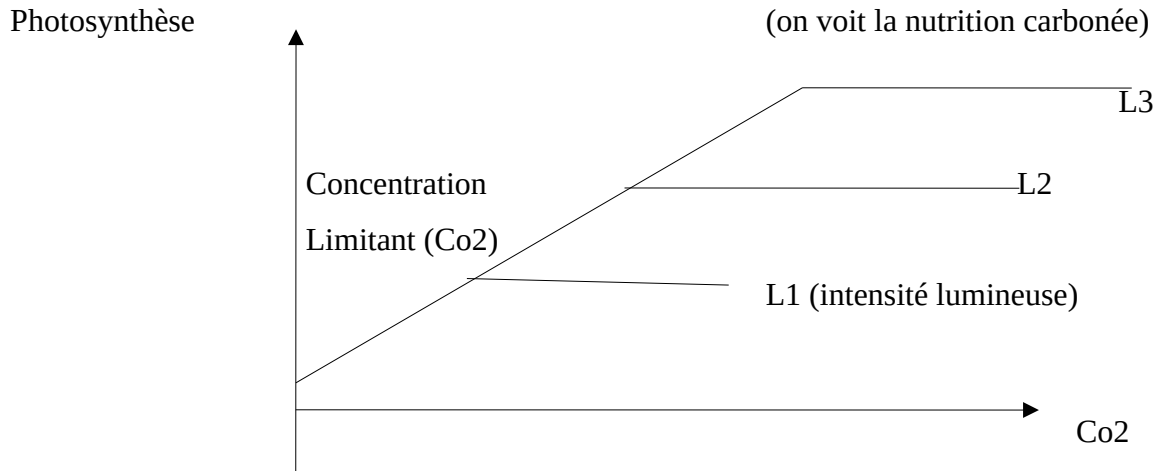 Photosynthèse
(on voit la nutrition carbonée)
L3
Concentration
L2
Limitant (Co2)
L1 (intensité lumineuse)
Co2